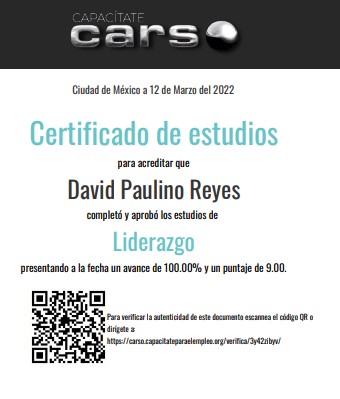 CAPACÍTATE
carso
Ciudad de México a 12 de Marzo del 2022
Certificado de estudios
para acreditar que
David Paulino Reyes
completó y aprobó los estudios de
Liderazgo
presentando a la fecha un avance de 100.00% y un puntaje de 9.00.
Para verificar la autenticidad de este documento escannea el código QR o
dirígete a:
https://carso.capacitateparaelempleo.org/verifica/3y42zibyv/